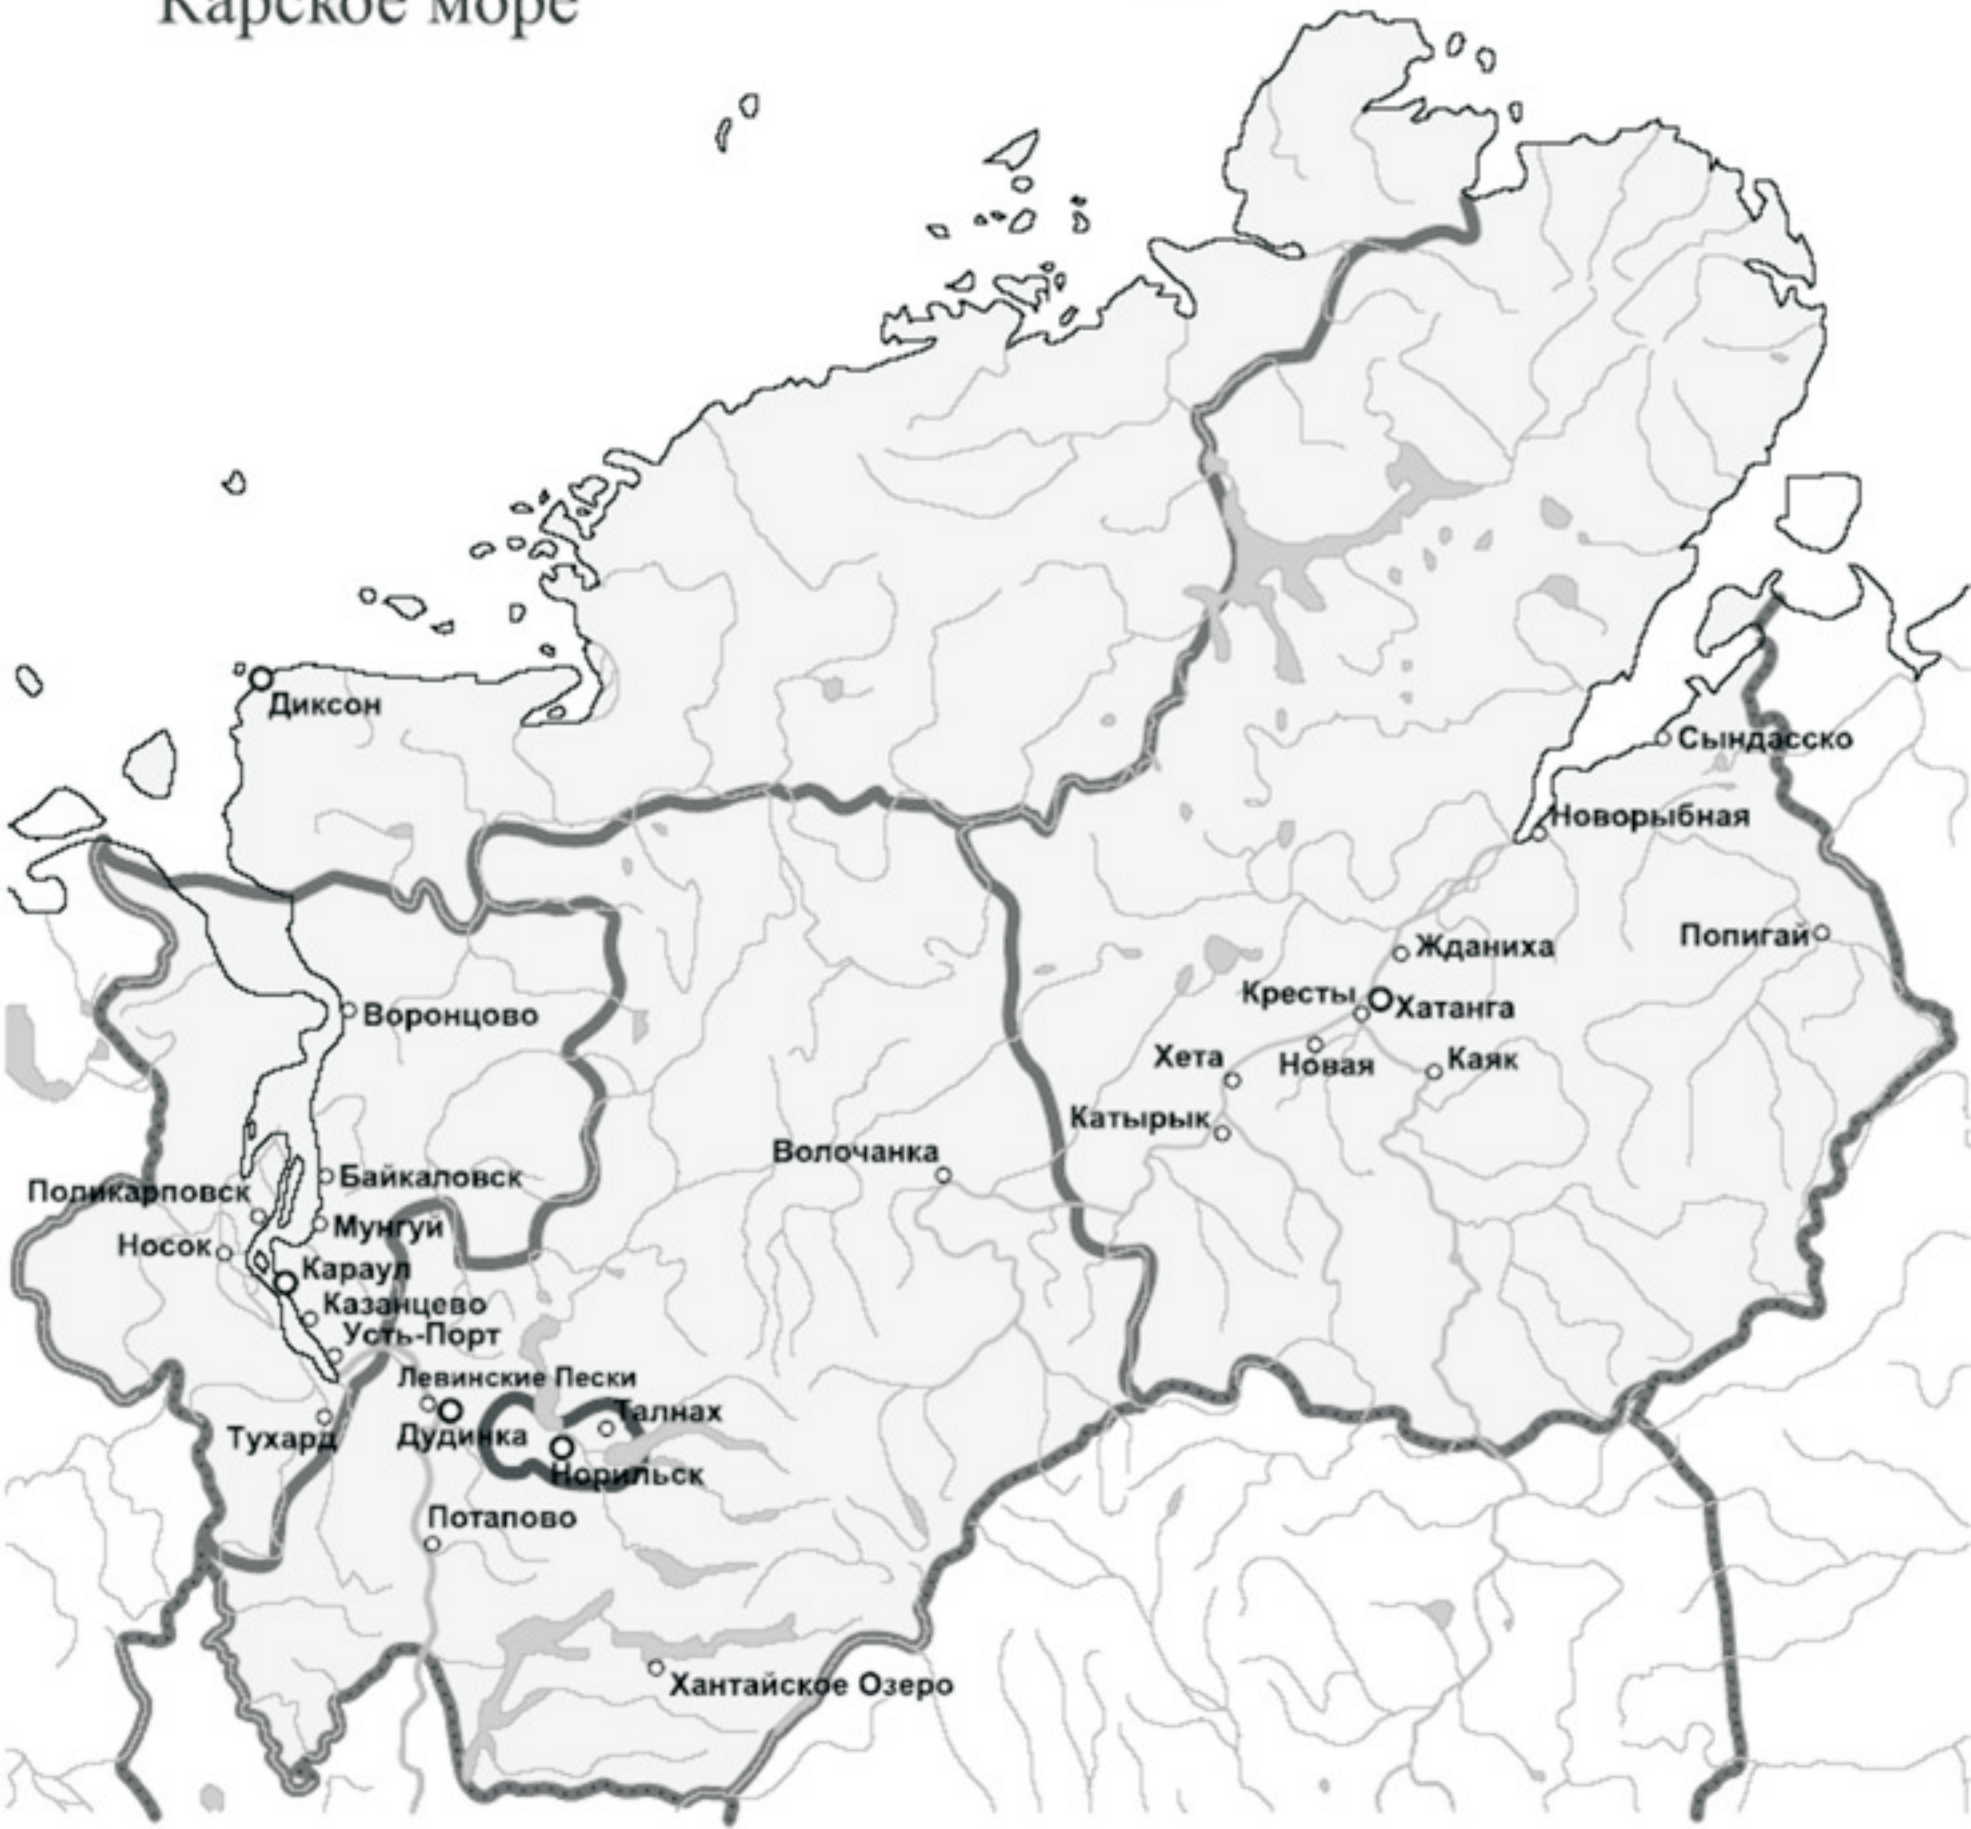 Карское море
Диксон
Сындасско
Новорыбная
Попигай
Жданиха
Кресты
Хатанга
Воронцово
Хета
Новая
Каяк
Катырык
Волочанка
Байкаловск
Поликарповск
Мунгуй
Носок
Караул
Казанцево
Усть-Порт
Левинские Пески
Талнах
Тухард
Дудинка
Норильск
Потапово
Хантайское Озеро